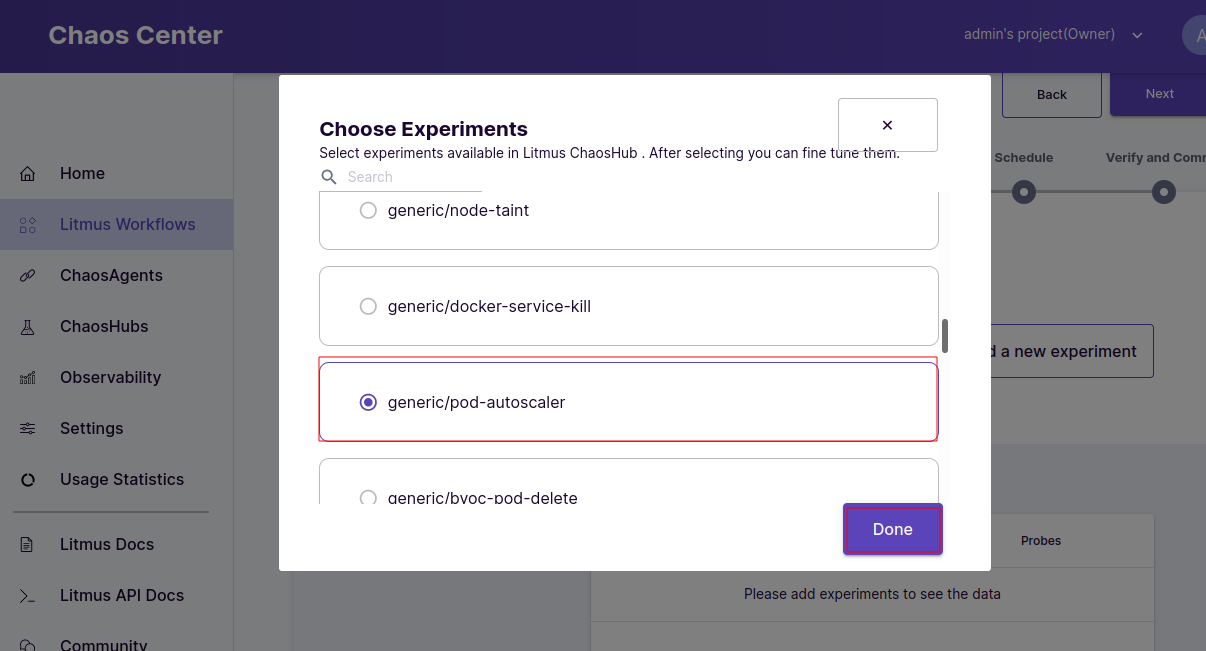 Chaos Center
admin's project(Owner)
A
Back
Next
Choose Experiments
×
Select experiments available in Litmus ChaosHub . After selecting you can fine tune them.
Search
Schedule
Verify and Comm
Home
Litmus Workflows
ChaosAgents
ChaosHubs
Observability
Settings
Usage Statistics
Litmus Docs
Litmus API Docs
Community
generic/node-taint
generic/docker-service-kill
generic/pod-autoscaler
generic/byoc-pod-delete
d a new experiment
Done
Probes
Please add experiments to see the data